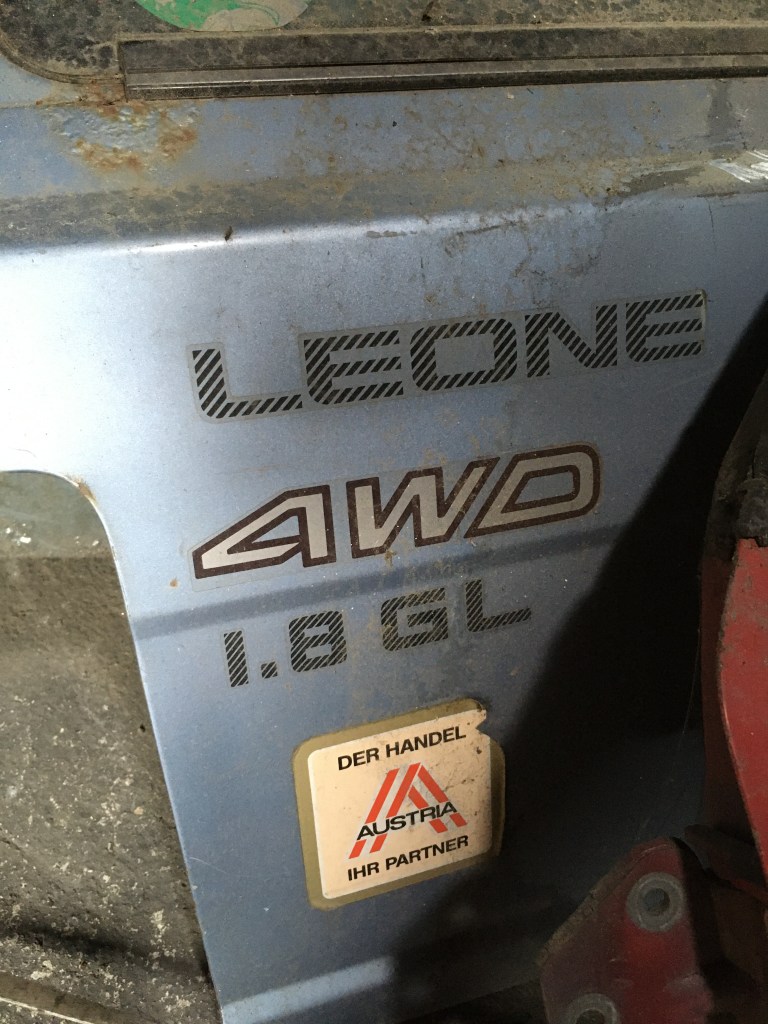 LEONE
4WD
1.8 GL
DER HANDEL
AUSTRIA
IHR PARTNER